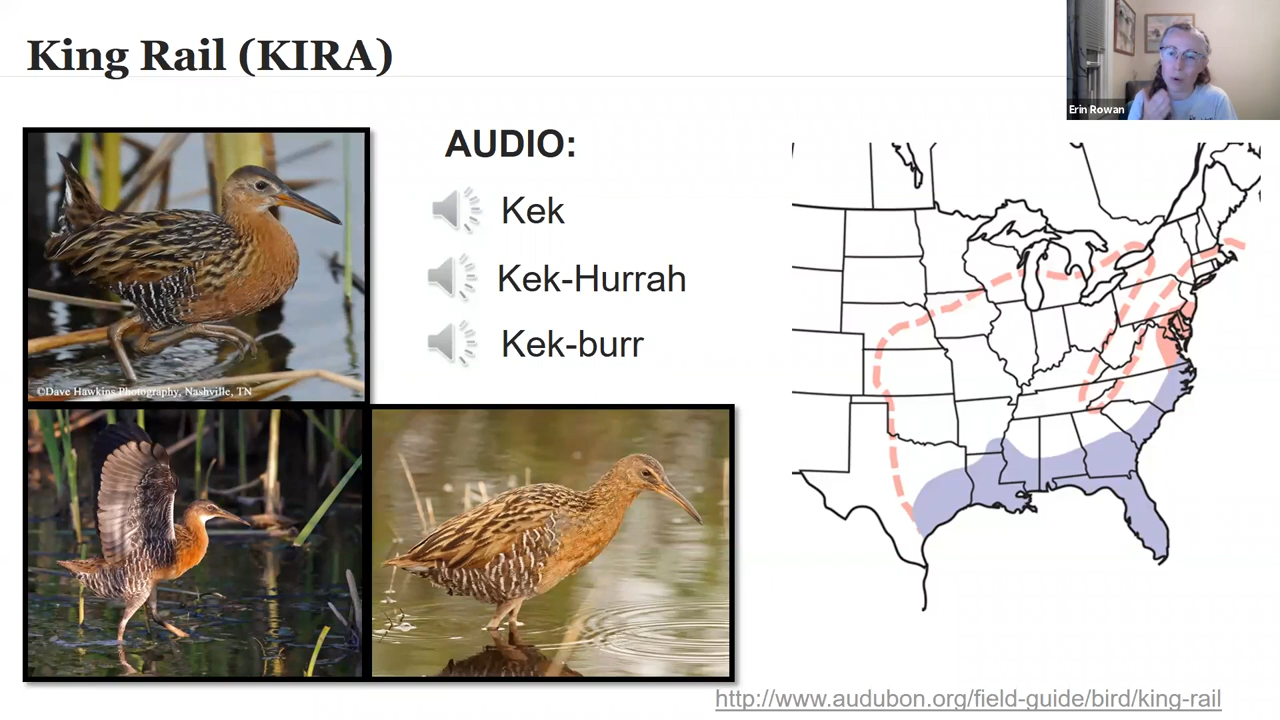 King Rail (KIRA)
Erin Rowan
AUDIO:
Kek
Kek-Hurrah
Kek-burr
©Dave Hawkins Photography, Nashville, TN
http://www.audubon.org/field-guide/bird/king-rail